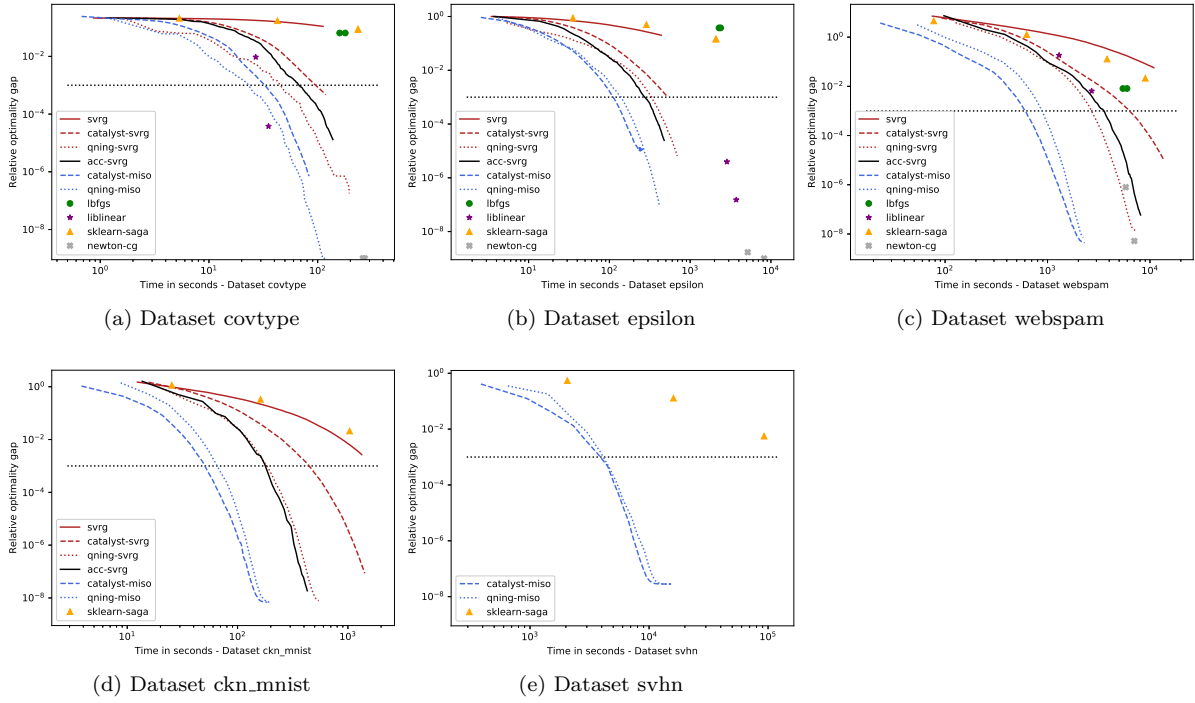 Relative optimality gap
10^-2
10^-4
10^-6
10^-8
10^0
10^1
10^2
svrg
catalyst-svrg
qning-svrg
acc-svrg
catalyst-miso
qning-miso
lbfgs
liblinear
sklearn-saga
newton-cg
Time in seconds - Dataset covtype
(a) Dataset covtype
Relative optimality gap
10^0
10^-2
10^-4
10^-6
10^-8
10^1
10^2
10^3
10^4
svrg
catalyst-svrg
qning-svrg
acc-svrg
catalyst-miso
qning-miso
lbfgs
liblinear
sklearn-saga
newton-cg
Time in seconds - Dataset epsilon
(b) Dataset epsilon
Relative optimality gap
10^0
10^-2
10^-4
10^-6
10^-8
10^2
10^3
10^4
svrg
catalyst-svrg
qning-svrg
acc-svrg
catalyst-miso
qning-miso
lbfgs
liblinear
sklearn-saga
newton-cg
Time in seconds - Dataset webspam
(c) Dataset webspam
Relative optimality gap
10^0
10^-2
10^-4
10^-6
10^-8
10^1
10^2
10^3
svrg
catalyst-svrg
qning-svrg
acc-svrg
catalyst-miso
qning-miso
sklearn-saga
Time in seconds - Dataset ckn_mnist
(d) Dataset ckn_mnist
Relative optimality gap
10^0
10^-2
10^-4
10^-6
10^-8
10^3
10^4
10^5
catalyst-miso
qning-miso
sklearn-saga
Time in seconds - Dataset svhn
(e) Dataset svhn